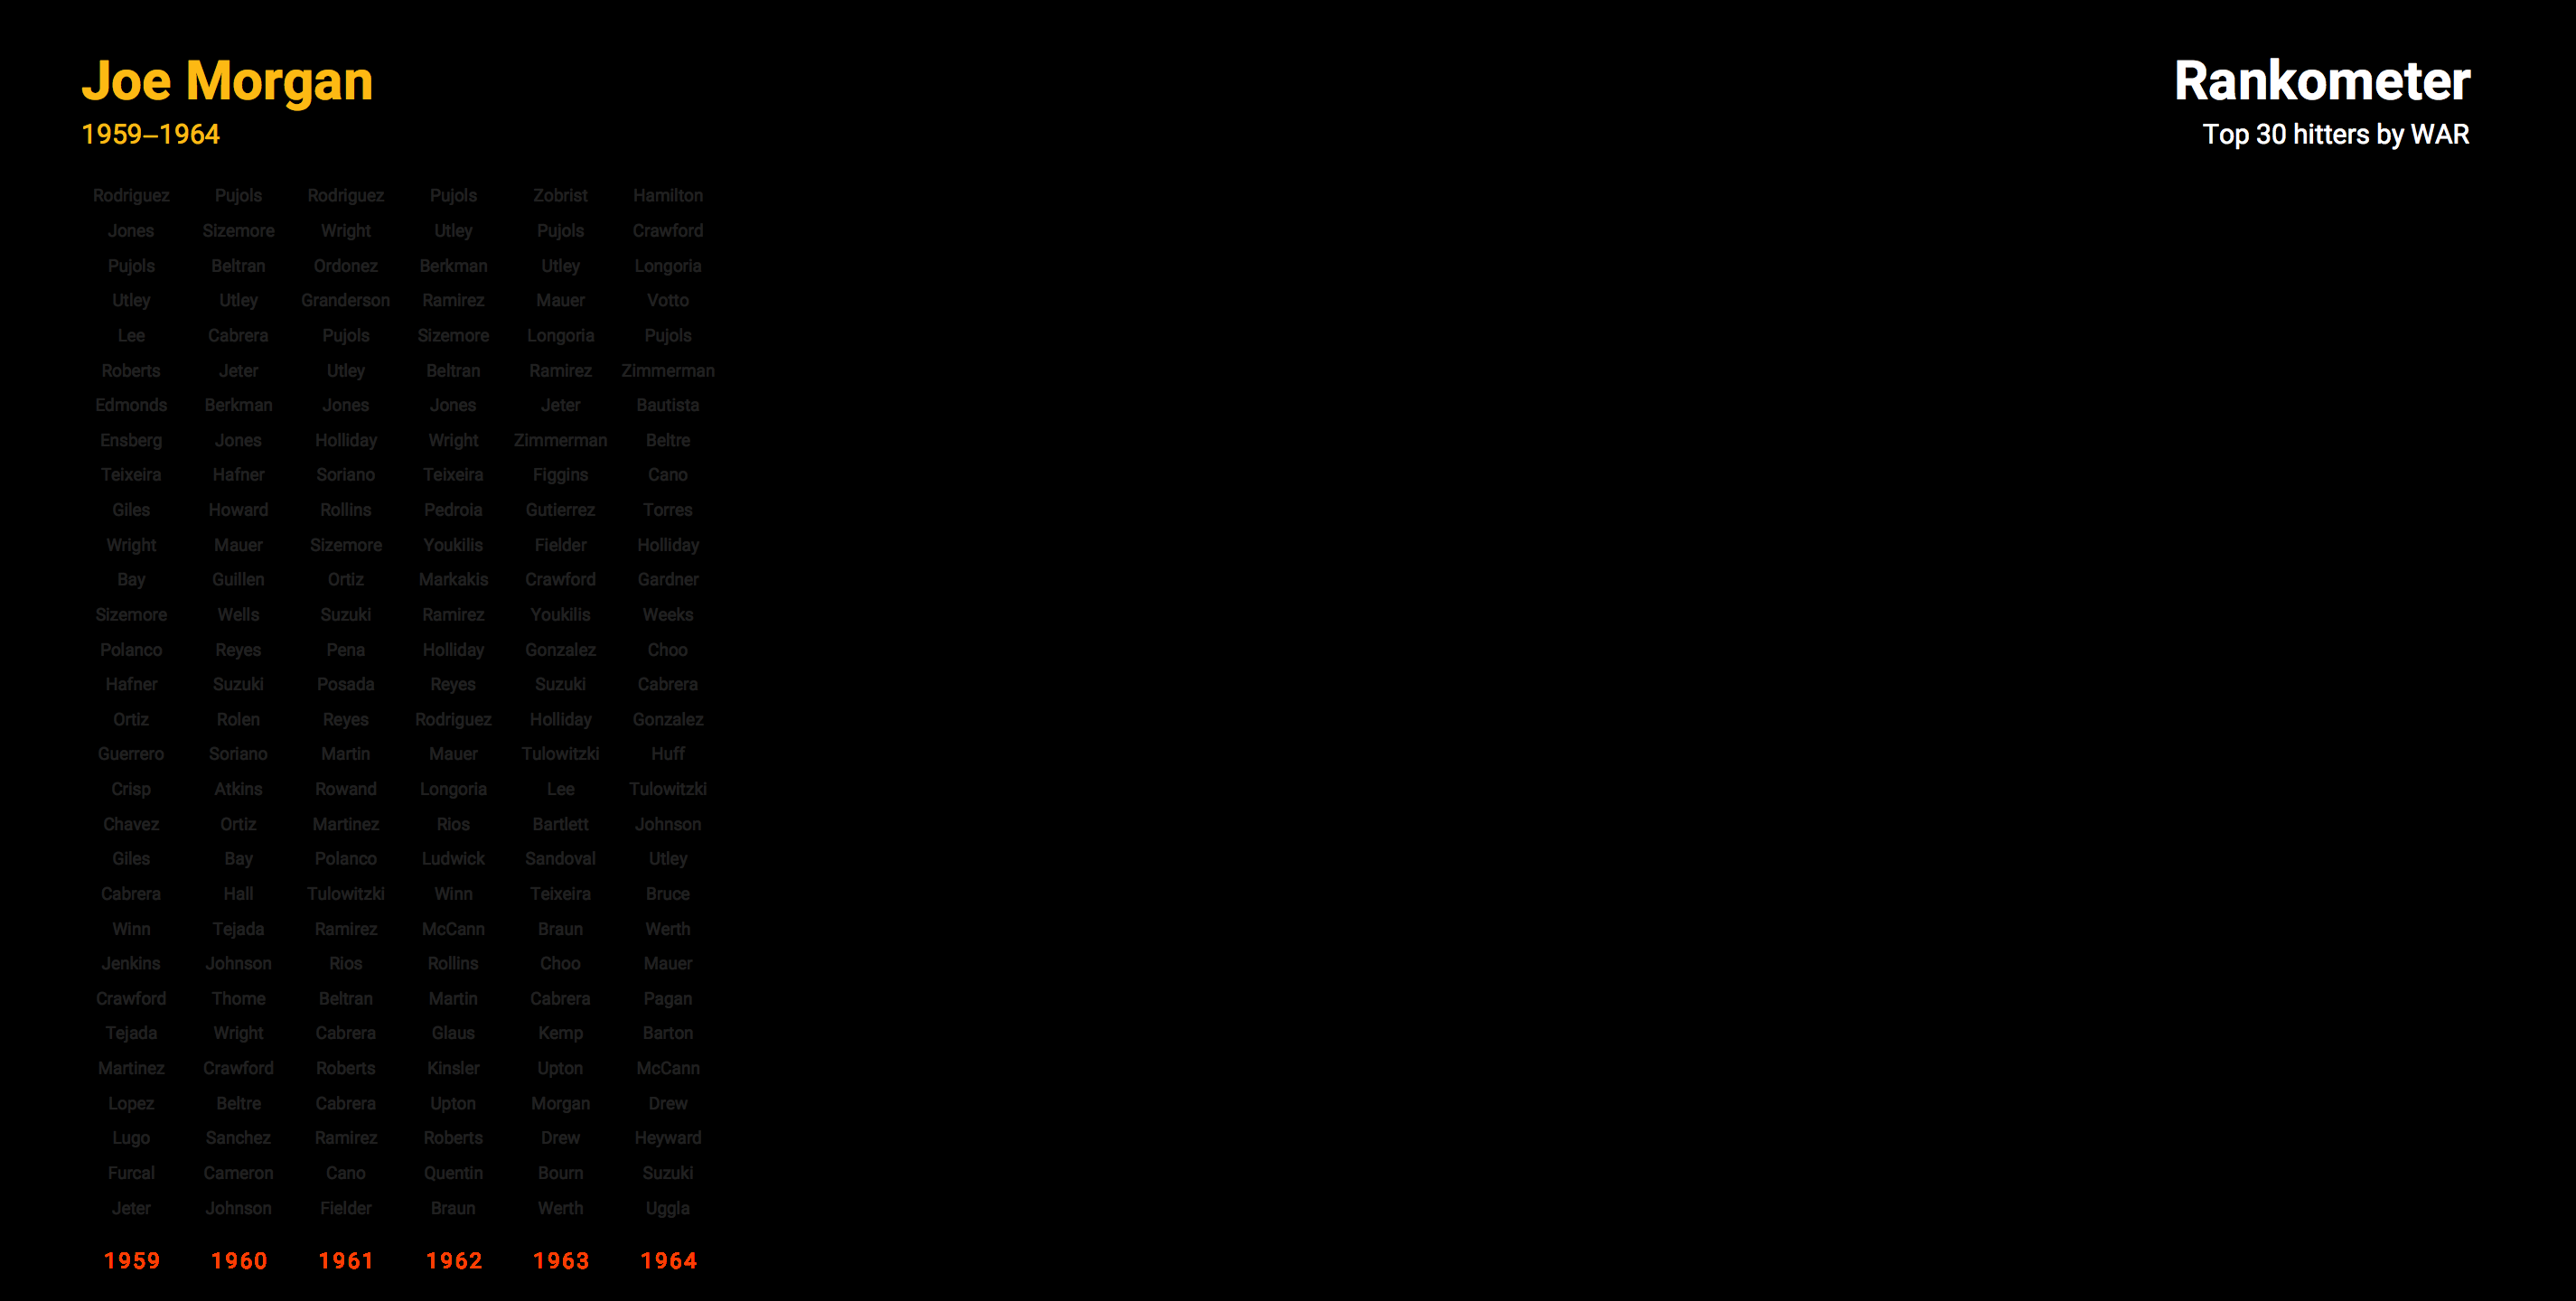 Joe Morgan
1959–1964
Rankometer
Top 30 hitters by WAR
Rodriguez Pujols Rodriguez Pujols Zobrist Hamilton
Jones Sizemore Wright Utley Pujols Crawford
Pujols Beltran Ordonez Berkman Utley Longoria
Utley Utley Granderson Ramirez Mauer Votto
Lee Cabrera Pujols Sizemore Longoria Pujols
Roberts Jeter Utley Beltran Ramirez Zimmerman
Edmonds Berkman Jones Jones Jeter Bautista
Ensberg Jones Holliday Wright Zimmerman Beltre
Teixeira Hafner Soriano Teixeira Figgins Cano
Giles Howard Rollins Pedroia Gutierrez Torres
Wright Mauer Sizemore Youkilis Fielder Holliday
Bay Guillen Ortiz Markakis Crawford Gardner
Sizemore Wells Suzuki Ramirez Youkilis Weeks
Polanco Reyes Pena Holliday Gonzalez Choo
Hafner Suzuki Posada Reyes Suzuki Cabrera
Ortiz Rolen Reyes Rodriguez Holliday Gonzalez
Guerrero Soriano Martin Mauer Tulowitzki Huff
Crisp Atkins Rowand Longoria Lee Tulowitzki
Chavez Ortiz Martinez Rios Bartlett Johnson
Giles Bay Polanco Ludwick Sandoval Utley
Cabrera Hall Tulowitzki Winn Teixeira Bruce
Winn Tejada Ramirez McCann Braun Werth
Jenkins Johnson Rios Rollins Choo Mauer
Crawford Thome Beltran Martin Cabrera Pagan
Tejada Wright Cabrera Glaus Kemp Barton
Martinez Crawford Roberts Kinsler Upton McCann
Lopez Beltre Cabrera Upton Morgan Drew
Lugo Sanchez Ramirez Roberts Drew Heyward
Furcal Cameron Cano Quentin Bourn Suzuki
Jeter Johnson Fielder Braun Werth Uggla
1959 1960 1961 1962 1963 1964